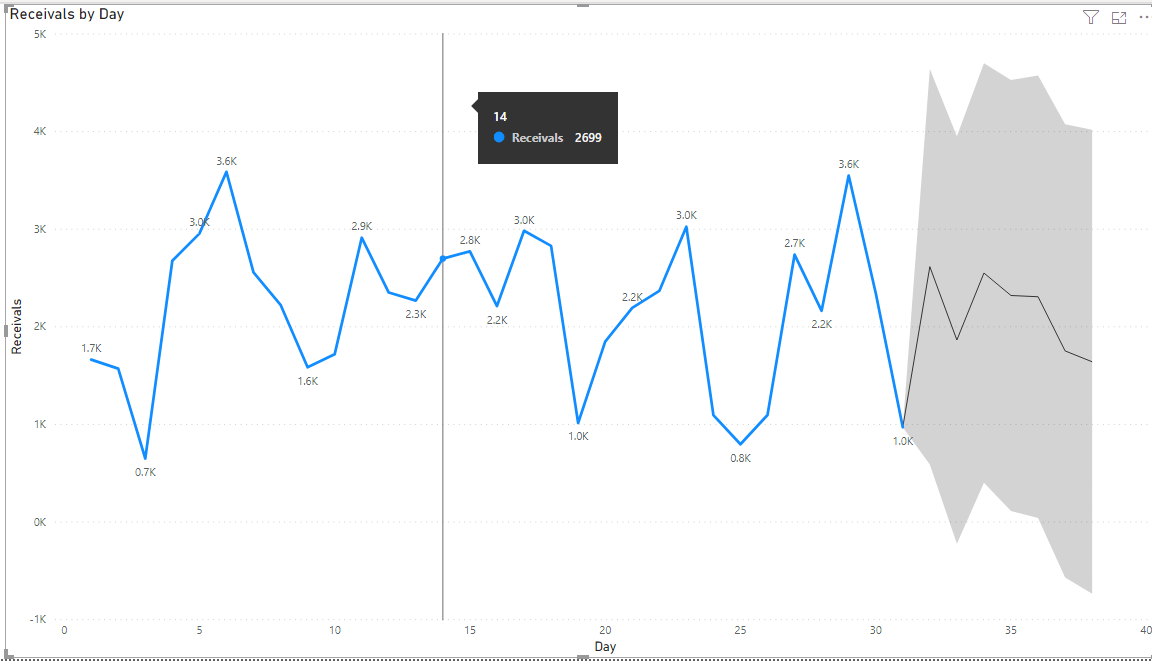 Receivals by Day
5K
4K
3K
2K
1K
0K
-1K
Receivals
14
Receivals 2699
1.7K
0.7K
3.0K
3.6K
1.6K
2.9K
2.3K
2.8K
2.2K
3.0K
1.0K
2.2K
3.0K
0.8K
2.7K
2.2K
3.6K
1.0K
0 5 10 15 20 25 30 35 40
Day